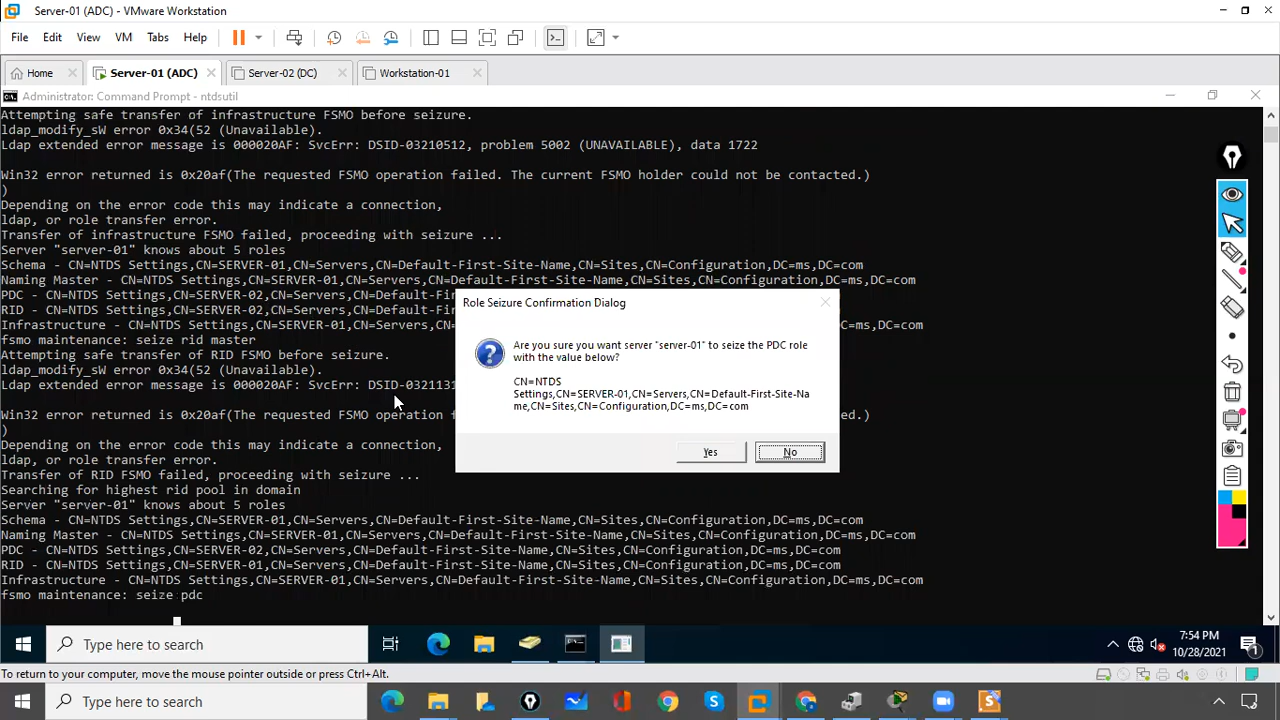 Server-01 (ADC) - VMware Workstation
File Edit View VM Tabs Help
Home Server-01 (ADC) Server-02 (DC) Workstation-01
Administrator: Command Prompt - ntdsutil
Attempting safe transfer of infrastructure FSMO before seizure.
ldap_modify_sW error 0x34(52 (Unavailable).
Ldap extended error message is 000020AF: SvcErr: DSID-03210512, problem 5002 (UNAVAILABLE), data 1722
Win32 error returned is 0x20af(The requested FSMO operation failed. The current FSMO holder could not be contacted.)
)
Depending on the error code this may indicate a connection,
ldap, or role transfer error.
Transfer of infrastructure FSMO failed, proceeding with seizure ...
Server "server-01" knows about 5 roles
Schema - CN=NTDS Settings,CN=SERVER-01,CN=Servers,CN=Default-First-Site-Name,CN=Sites,CN=Configuration,DC=ms,DC=com
Naming Master - CN=NTDS Settings,CN=SERVER-01,CN=Servers,CN=Default-First-Site-Name,CN=Sites,CN=Configuration,DC=ms,DC=com
PDC - CN=NTDS Settings,CN=SERVER-02,CN=Servers,CN=Default-F
RID - CN=NTDS Settings,CN=SERVER-02,CN=Servers,CN=Default-F
Infrastructure - CN=NTDS Settings,CN=SERVER-01,CN=Servers,C =ms,DC=com
fsmo maintenance: seize rid master
Attempting safe transfer of RID FSMO before seizure.
ldap_modify_sW error 0x34(52 (Unavailable).
Ldap extended error message is 000020AF: SvcErr: DSID-0321131
Win32 error returned is 0x20af(The requested FSMO operation f ced.)
)
Depending on the error code this may indicate a connection,
ldap, or role transfer error.
Transfer of RID FSMO failed, proceeding with seizure ...
Searching for highest rid pool in domain
Server "server-01" knows about 5 roles
Schema - CN=NTDS Settings,CN=SERVER-01,CN=Servers,CN=Default-First-Site-Name,CN=Sites,CN=Configuration,DC=ms,DC=com
Naming Master - CN=NTDS Settings,CN=SERVER-01,CN=Servers,CN=Default-First-Site-Name,CN=Sites,CN=Configuration,DC=ms,DC=com
PDC - CN=NTDS Settings,CN=SERVER-02,CN=Servers,CN=Default-First-Site-Name,CN=Sites,CN=Configuration,DC=ms,DC=com
RID - CN=NTDS Settings,CN=SERVER-01,CN=Servers,CN=Default-First-Site-Name,CN=Sites,CN=Configuration,DC=ms,DC=com
Infrastructure - CN=NTDS Settings,CN=SERVER-01,CN=Servers,CN=Default-First-Site-Name,CN=Sites,CN=Configuration,DC=ms,DC=com
fsmo maintenance: seize pdc
Role Seizure Confirmation Dialog
Are you sure you want server "server-01" to seize the PDC role
with the value below?
CN=NTDS
Settings,CN=SERVER-01,CN=Servers,CN=Default-First-Site-Na
me,CN=Sites,CN=Configuration,DC=ms,DC=com
Yes No
Type here to search
7:54 PM
10/28/2021
To return to your computer, move the mouse pointer outside or press Ctrl+Alt.
Type here to search